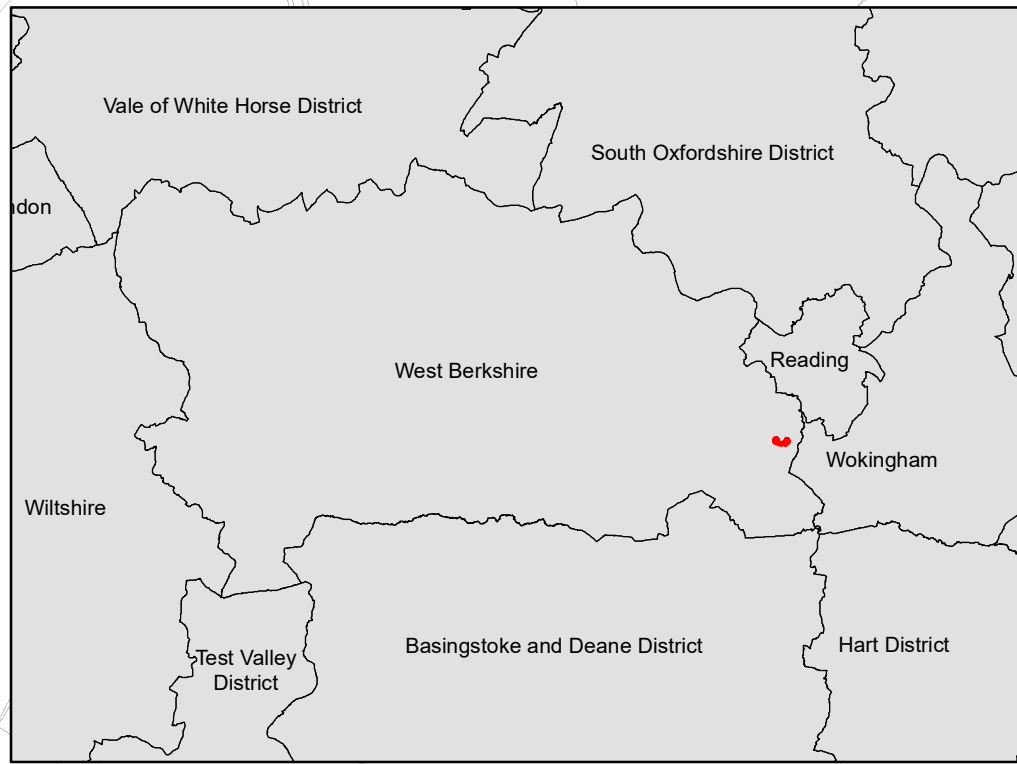 Vale of White Horse District
South Oxfordshire District
ndon
Reading
West Berkshire
Wokingham
Wiltshire
Basingstoke and Deane District
Hart District
Test Valley
District